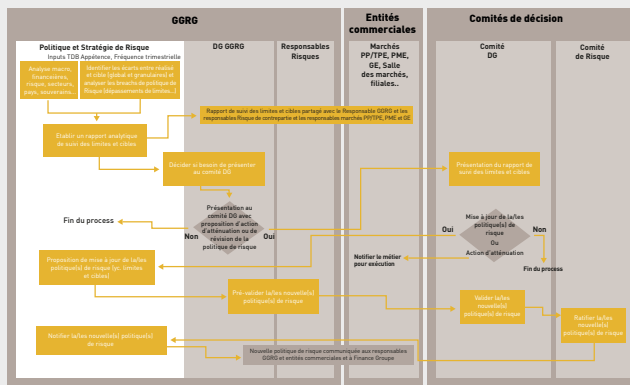 GGRG
Entités
commerciales
Comités de décision
Politique et Stratégie de Risque
DG GGRG
Responsables
Risques
Marchés
PP/TPE, PME,
GE, Salle
des marchés,
filiales..
Comité
DG
Comité
de Risque
Inputs TDB Appétence, Fréquence trimestrielle
Analyse macro,
financières,
risque, secteurs,
pays, souverains...
Identifier les écarts entre réalisé
et cible (global et granulaires) et
analyser les breachs de politique de
Risque (dépassements de limites...)
Rapport de suivi des limites et cibles partagé avec le Responsable GGRG et les
responsables Risque de contrepartie et les responsables marchés PP/TPE, PME et GE
Etablir un rapport analytique
de suivi des limites et cibles
Décider si besoin de présenter
au comité DG
Présentation du rapport de
suivi des limites et cibles
Présentation au
comité DG avec
proposition d'action
d'atténuation ou de
révision de la
politique de risque
Fin du process
Non
Oui
Mise à jour de la/les
politique(s) de
risque
Ou
Action d'atténuation
Oui
Non
Notifier le métier
pour exécution
Fin du process
Proposition de mise à jour de la/les
politique(s) de risque (yc. limites
et cibles)
Pré-valider la/les nouvelle(s)
politique(s) de risque
Valider la/les
nouvelle(s)
politique(s) de risque
Ratifier la/les
nouvelle(s)
politique(s) de risque
Notifier la/les nouvelle(s) politique(s)
de risque
Nouvelle politique de risque communiquée aux responsables
GGRG et entités commerciales et à Finance Groupe